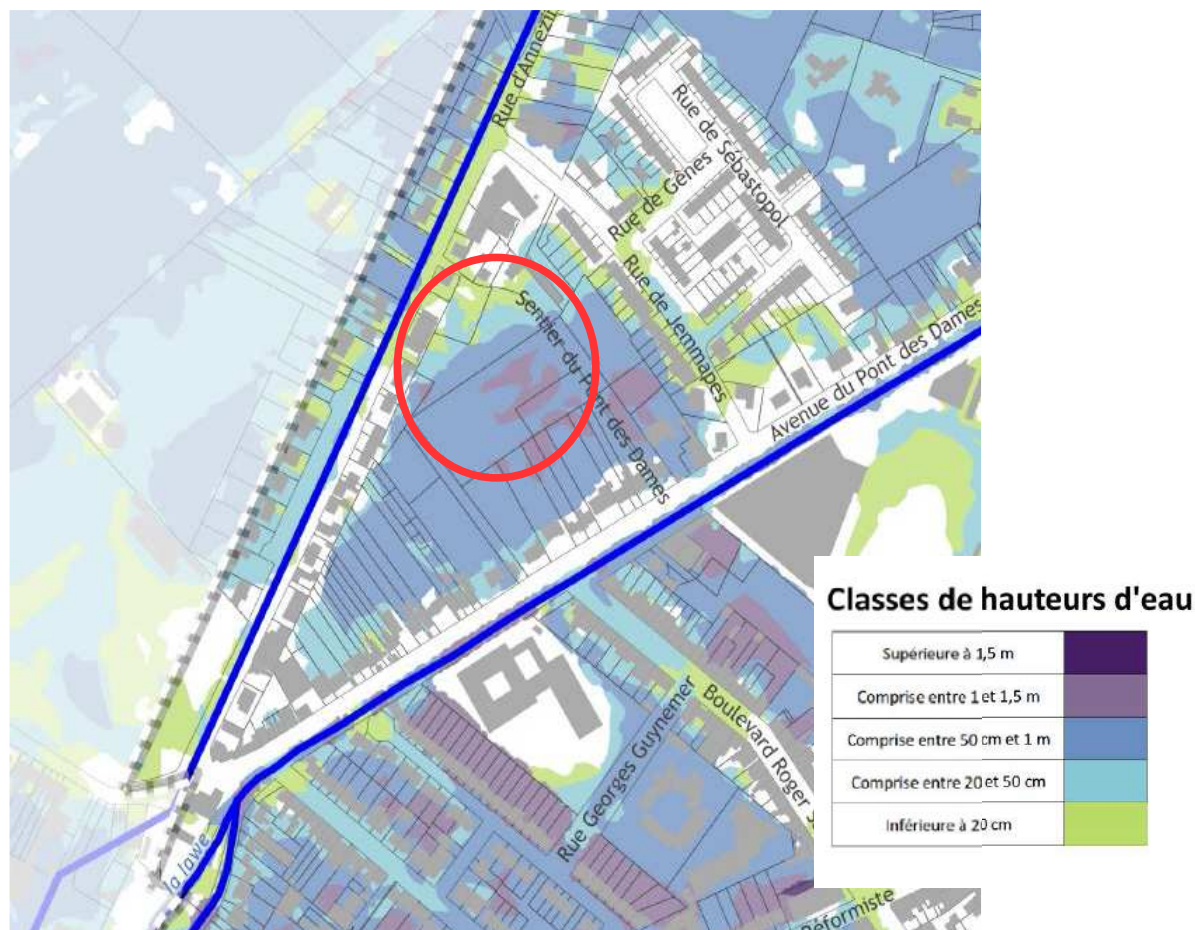 Rue d'Annezin
Rue de Sébastopol
Rue de Gênes
Rue de Jemmapes
Sentier du Pont des Dames
Avenue du Pont des Dames
Classes de hauteurs d'eau
Supérieure à 1,5 m
Comprise entre 1 et 1,5 m
Comprise entre 50 cm et 1 m
Comprise entre 20 et 50 cm
Inférieure à 20 cm
Boulevard Roger S
Rue Georges Guynemer
la lawe
Réformiste